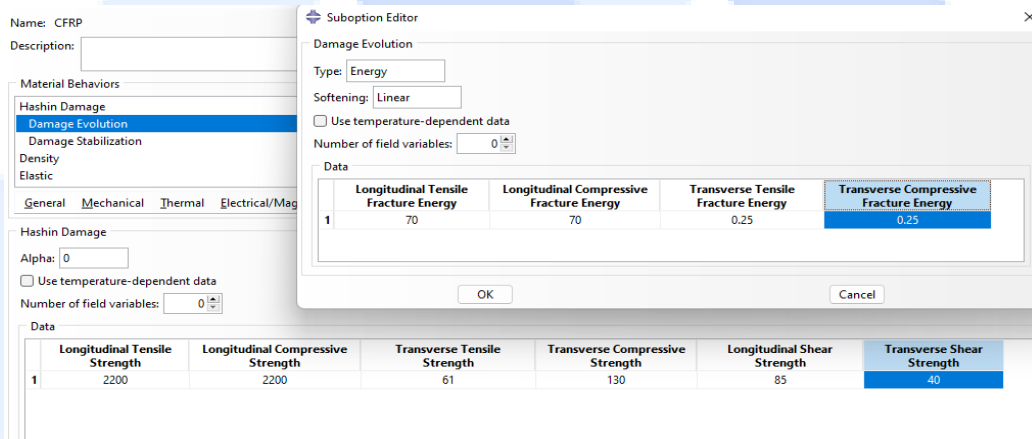 Name: CFRP
Description:
Material Behaviors
Hashin Damage
Damage Evolution
Damage Stabilization
Density
Elastic
General Mechanical Thermal Electrical/Mag
Hashin Damage
Alpha: 0
Use temperature-dependent data
Number of field variables: 0
Data
Longitudinal Tensile Strength Longitudinal Compressive Strength Transverse Tensile Strength Transverse Compressive Strength Longitudinal Shear Strength Transverse Shear Strength
1 2200 2200 61 130 85 40
Suboption Editor
Damage Evolution
Type: Energy
Softening: Linear
Use temperature-dependent data
Number of field variables: 0
Data
Longitudinal Tensile Fracture Energy Longitudinal Compressive Fracture Energy Transverse Tensile Fracture Energy Transverse Compressive Fracture Energy
1 70 70 0.25 0.25
OK Cancel